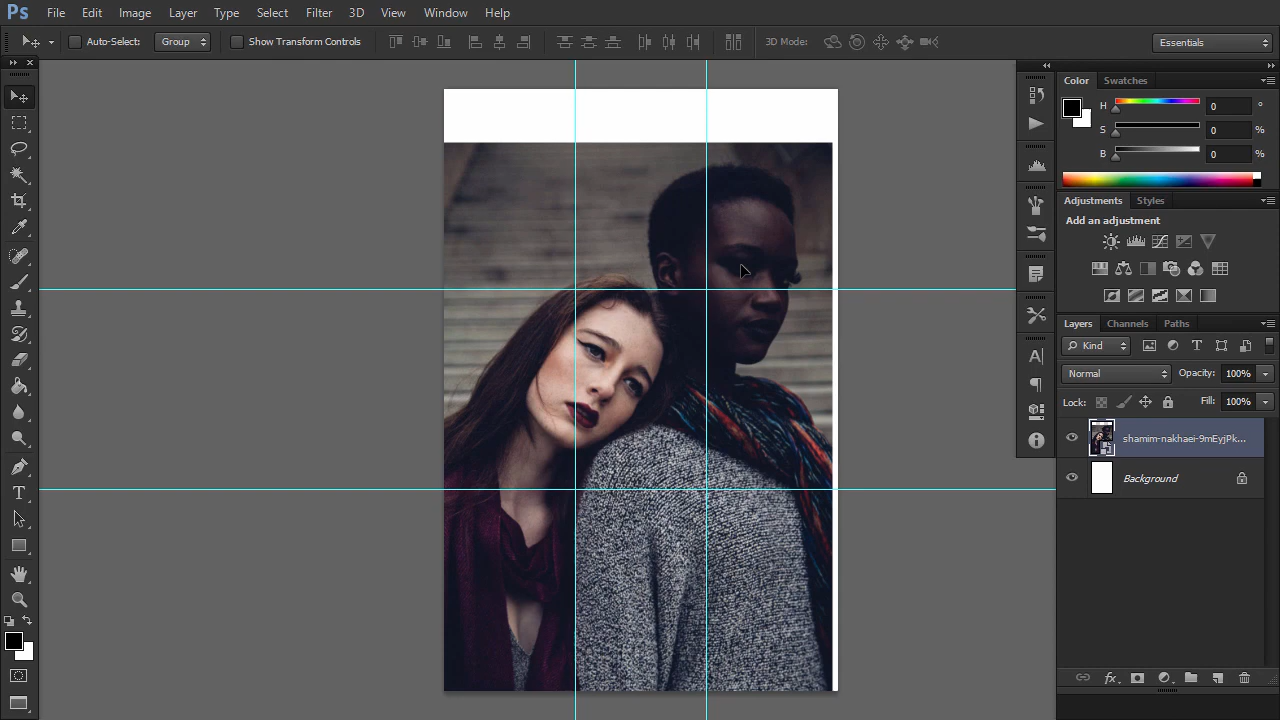 Ps File Edit Image Layer Type Select Filter 3D View Window Help
Auto-Select: Group Show Transform Controls 3D Mode: Essentials
Color Swatches
H 0 °
S 0 %
B 0 %
Adjustments Styles
Add an adjustment
Layers Channels Paths
Kind T
Normal Opacity: 100%
Lock: Fill: 100%
shamim-nakhaei-9mEyjPk...
Background
T
A
fx